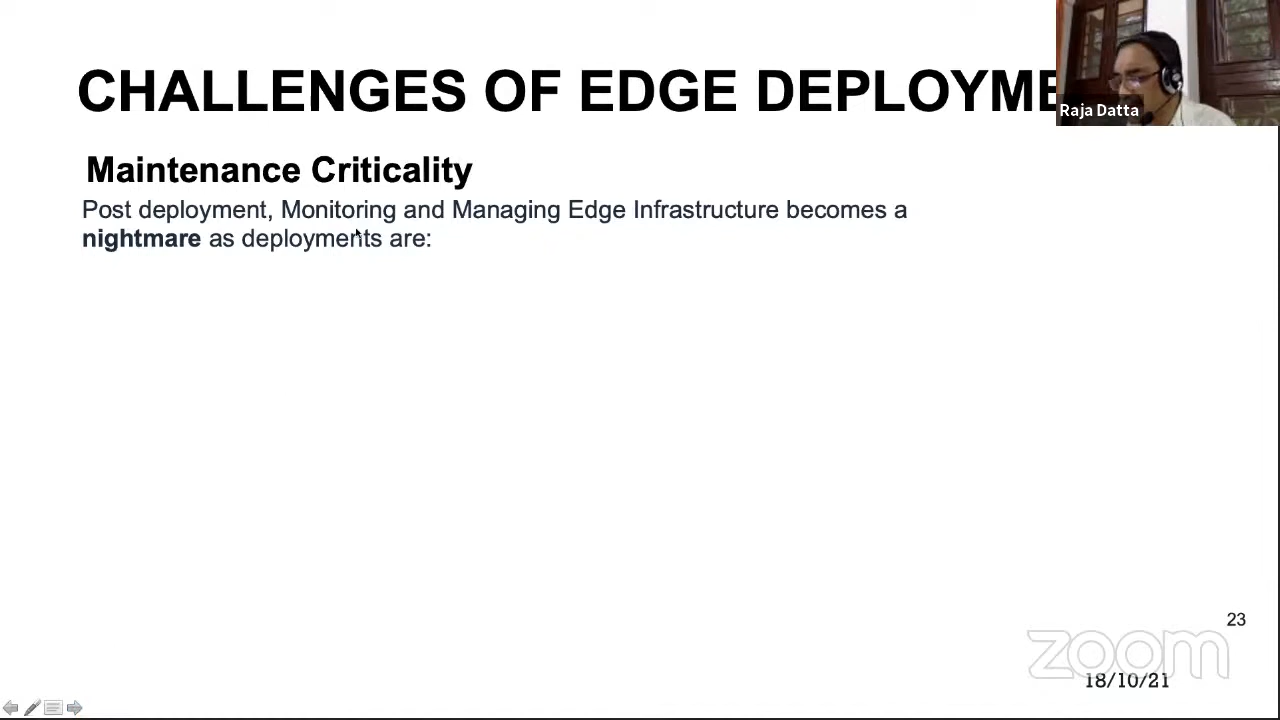 CHALLENGES OF EDGE DEPLOYME
Raja Datta
Maintenance Criticality
Post deployment, Monitoring and Managing Edge Infrastructure becomes a
nightmare as deployments are:
23
zoom
18/10/21